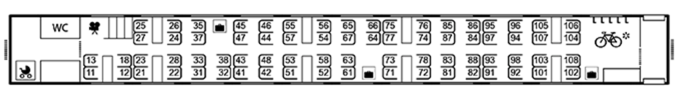 WC 25 26 35 45 46 55 56 65 66 75 76 85 86 95 96 105 106
27 24 37 47 44 57 54 67 64 77 74 87 84 97 94 107 104
13 18 23 28 33 38 43 48 53 58 63 73 78 83 88 93 98 103 108
11 12 21 22 31 32 41 42 51 52 61 71 72 81 82 91 92 101 102